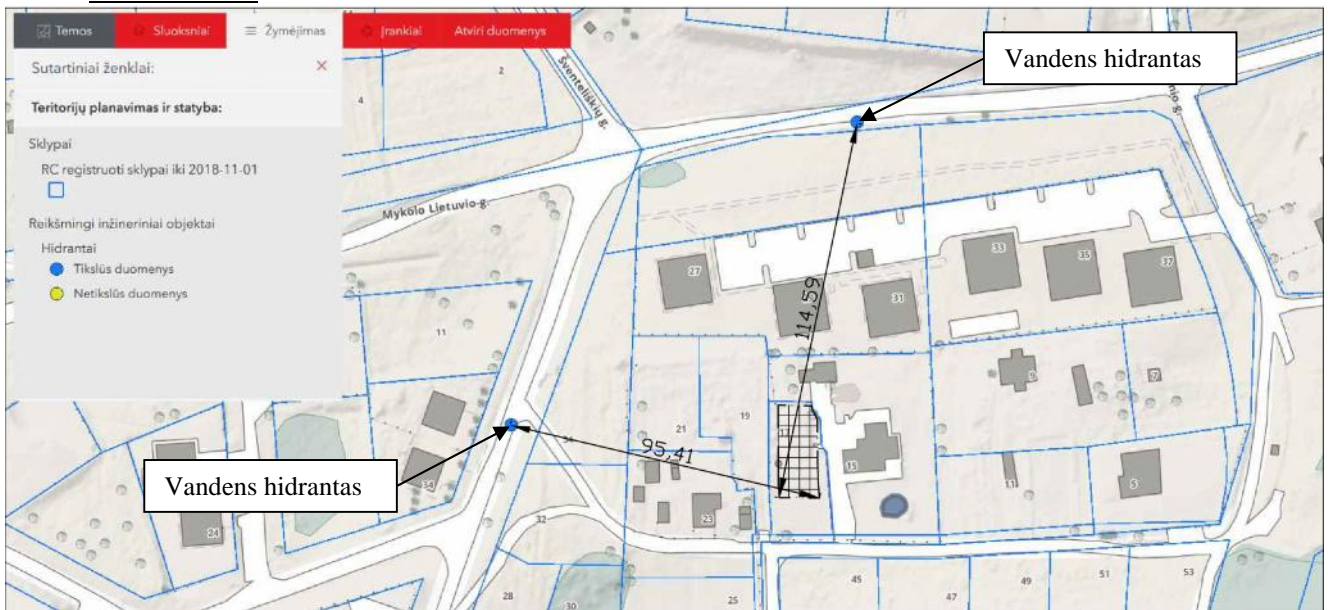 Temos Sluoksniai Žymėjimas Įrankiai Atviri duomenys
Sutartiniai ženklai:
Teritorijų planavimas ir statyba:
Sklypai
RC registruoti sklypai iki 2018-11-01
Reikšmingi inžineriniai objektai
Hidrantai
Tikslūs duomenys
Netikslūs duomenys
Vandens hidrantas
Šventeliškių g.
nio g.
Mykolo Lietuvio g.
2
4
27
33
35
37
31
114,59
11
9
7
19
21
34
95,41
Vandens hidrantas
34
15
11
5
24
23
32
28
30
25
45
47
49
51
53